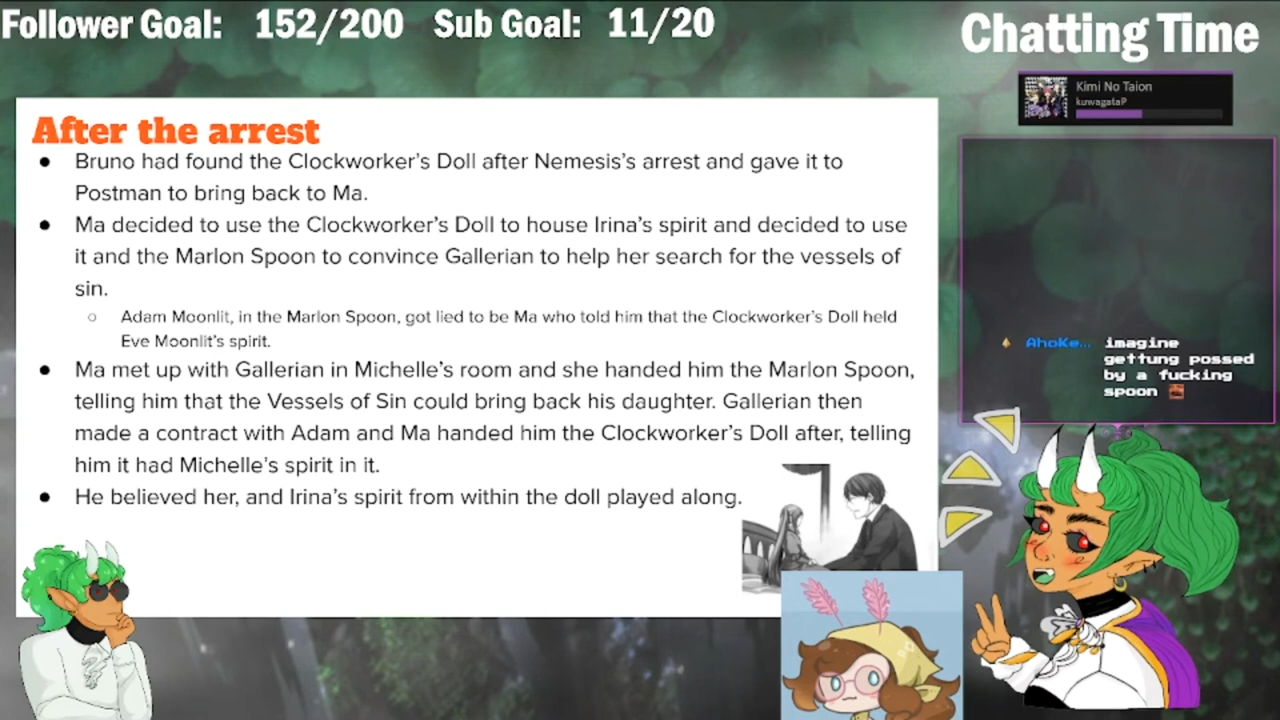 Follower Goal: 152/200 Sub Goal: 11/20
Chatting Time
Kimi No Taion
kuwagataP
After the arrest
● Bruno had found the Clockworker's Doll after Nemesis's arrest and gave it to
Postman to bring back to Ma.
● Ma decided to use the Clockworker's Doll to house Irina's spirit and decided to use
it and the Marlon Spoon to convince Gallerian to help her search for the vessels of
sin.
○ Adam Moonlit, in the Marlon Spoon, got lied to be Ma who told him that the Clockworker's Doll held
Eve Moonlit's spirit.
● Ma met up with Gallerian in Michelle's room and she handed him the Marlon Spoon,
telling him that the Vessels of Sin could bring back his daughter. Gallerian then
made a contract with Adam and Ma handed him the Clockworker's Doll after, telling
him it had Michelle's spirit in it.
● He believed her, and Irina's spirit from within the doll played along.
AhoKe... imagine
gettung possed
by a fucking
spoon